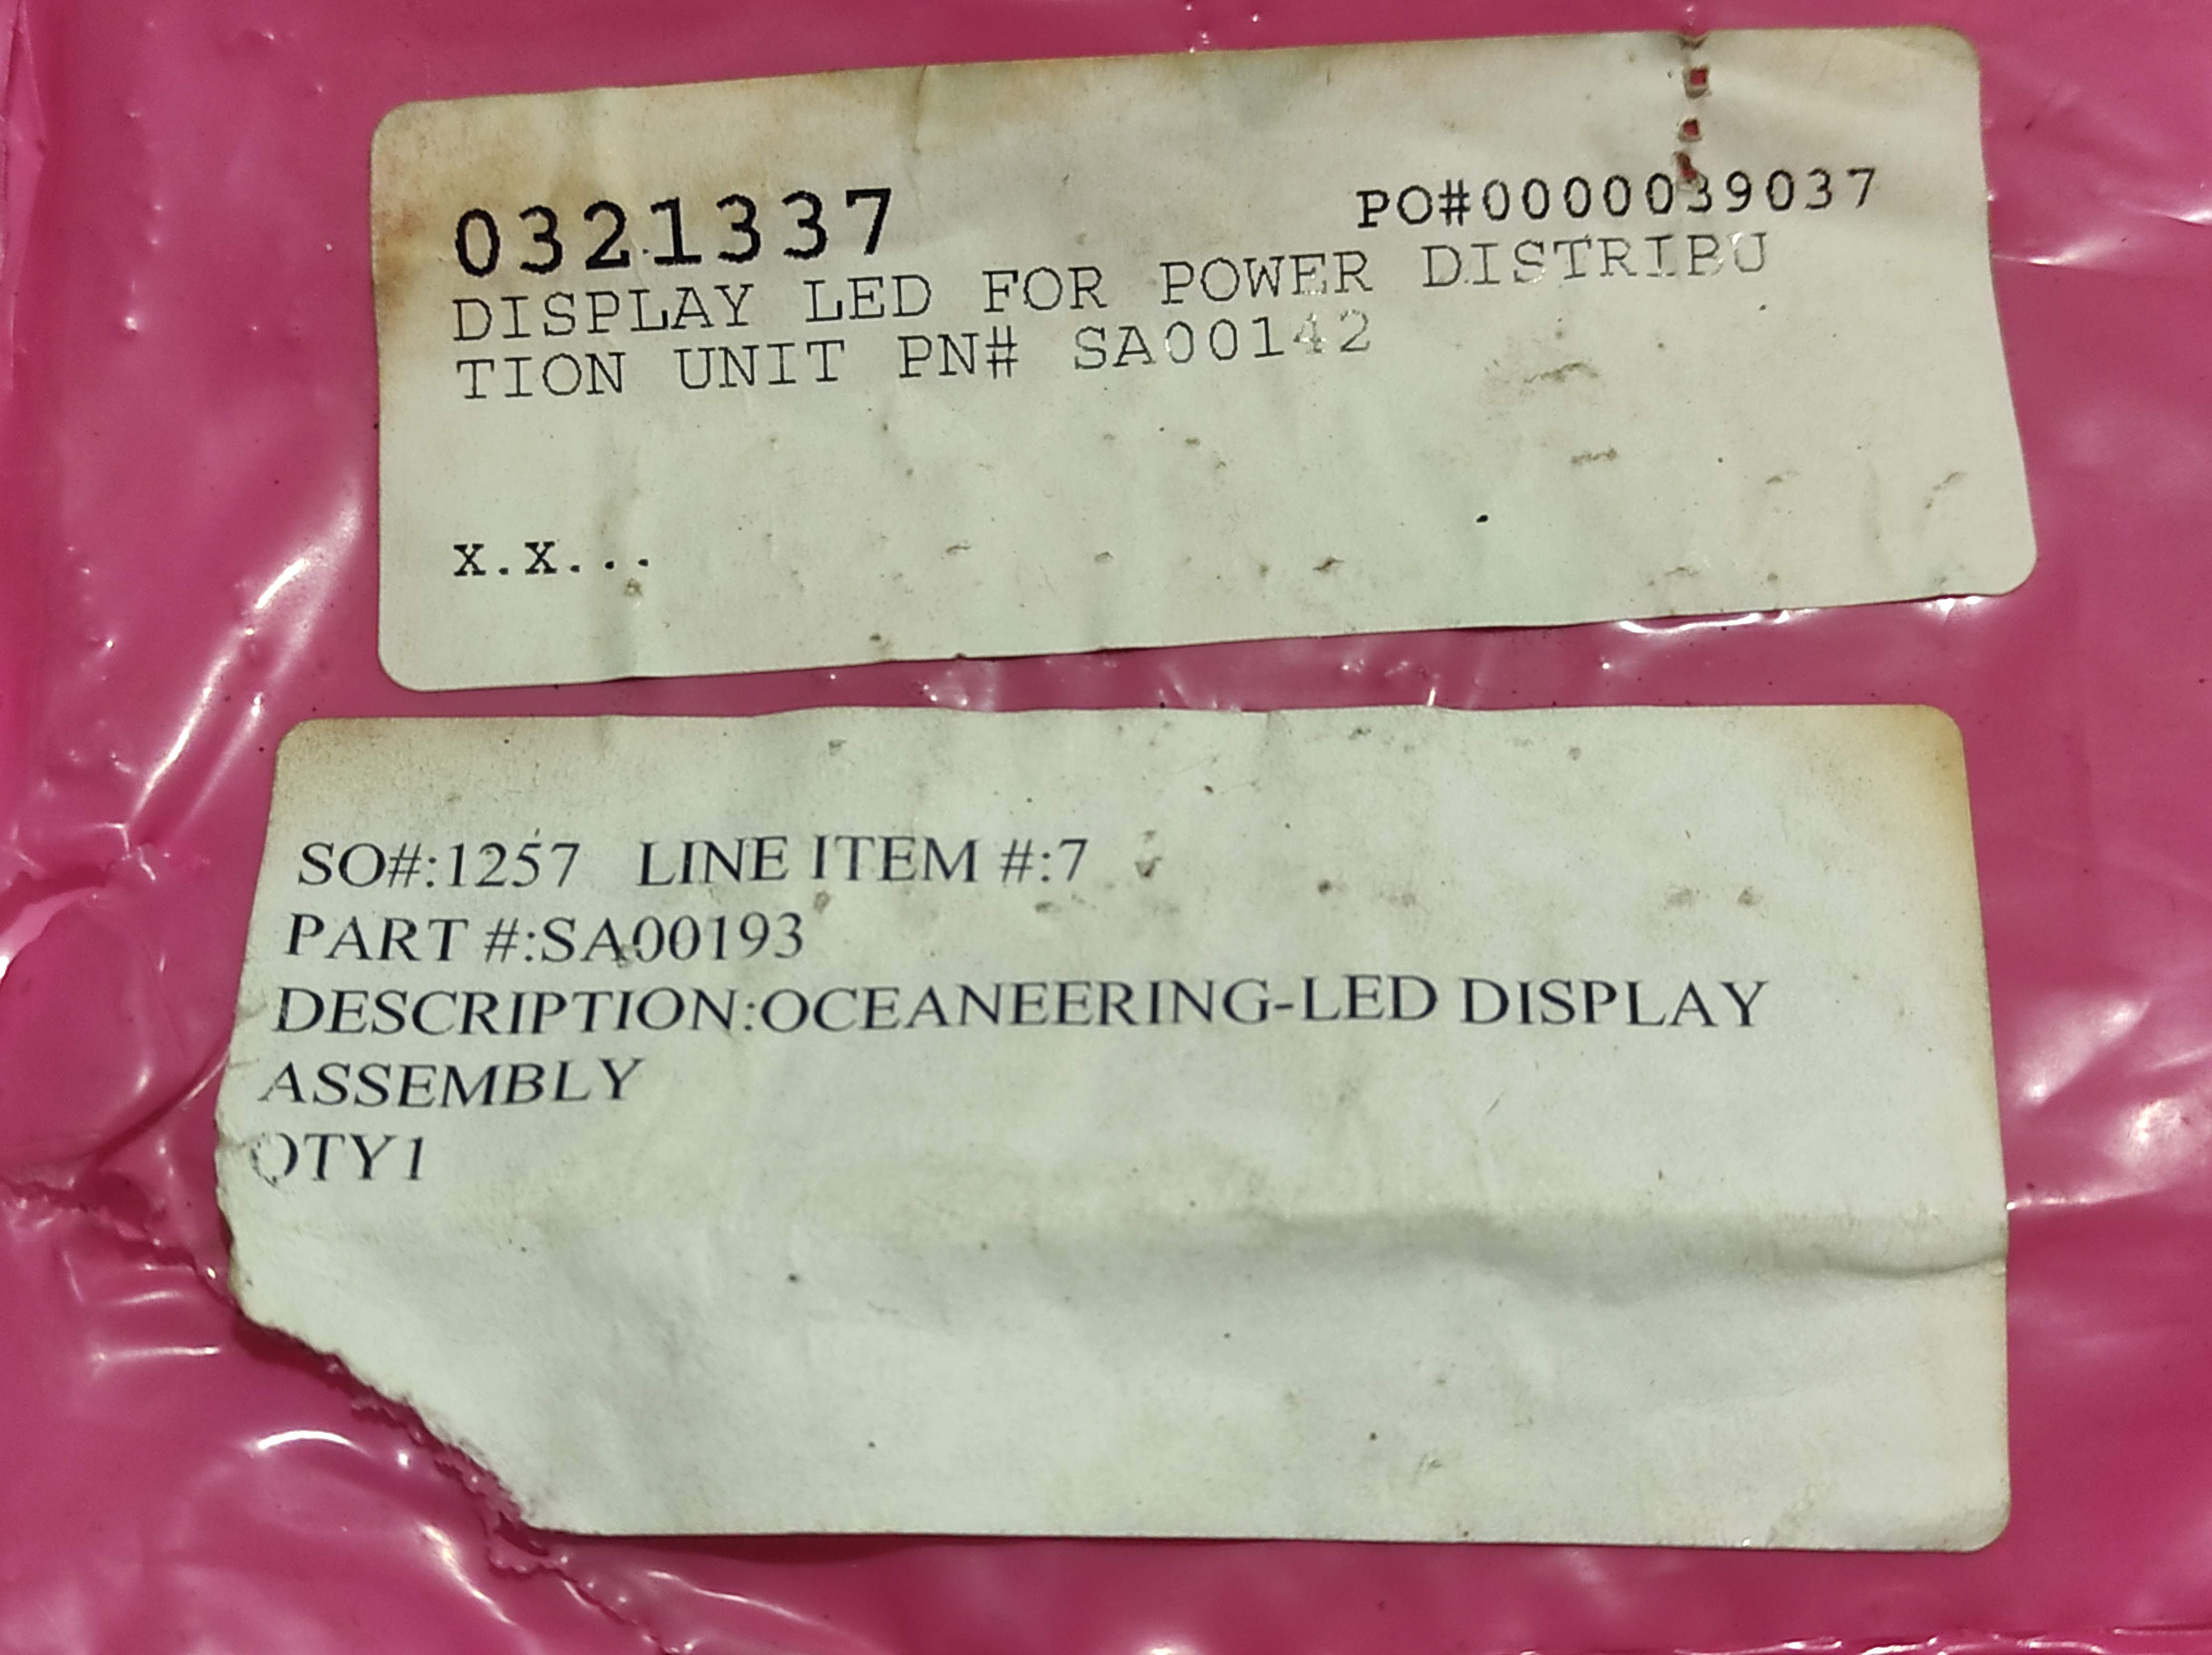 0321337 PO#0000039037
DISPLAY LED FOR POWER DISTRIBU
TION UNIT PN# SA00142
x.x...
SO#:1257 LINE ITEM #:7
PART #:SA00193
DESCRIPTION:OCEANEERING-LED DISPLAY
ASSEMBLY
QTY1